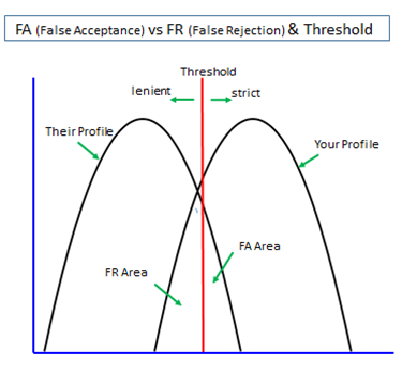 FA (False Acceptance) vs FR (False Rejection) & Threshold
Threshold
lenient
strict
Their Profile
Your Profile
FA Area
FR Area